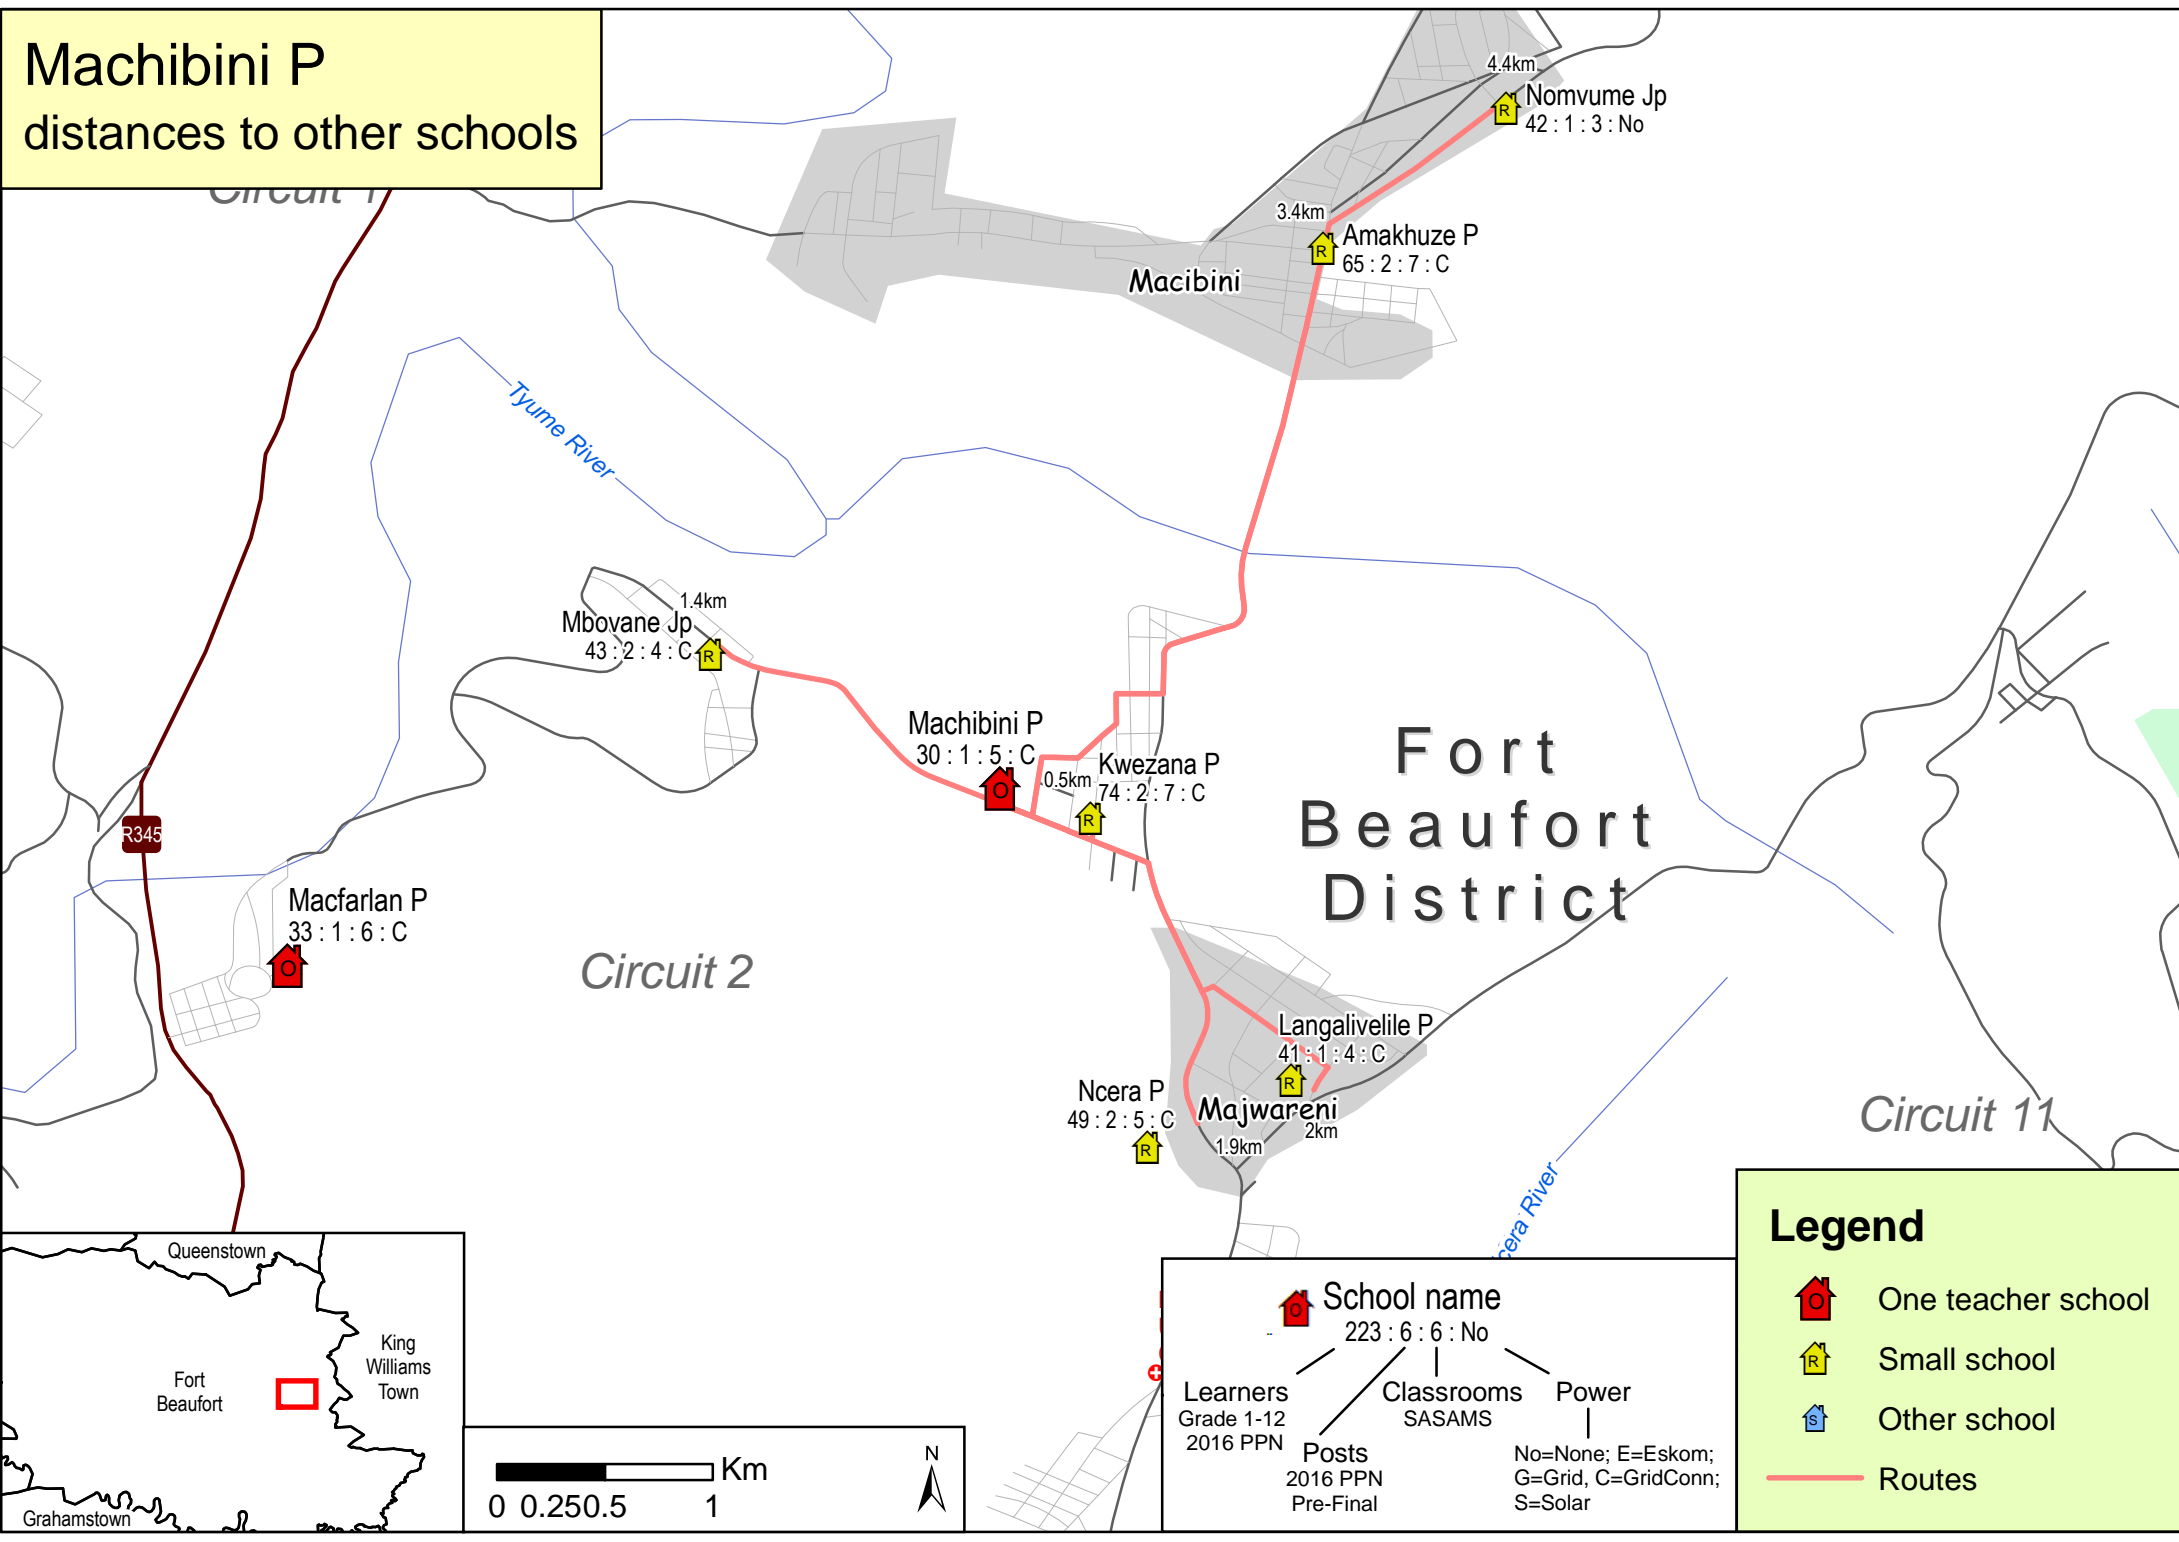 Machibini P
distances to other schools
Circuit 1
4.4km
Nomvume Jp
42 : 1 : 3 : No
3.4km
Amakhuze P
65 : 2 : 7 : C
Macibini
Tyume River
1.4km
Mbovane Jp
43 : 2 : 4 : C
R
R
R
Machibini P
30 : 1 : 5 : C
O
0.5km
Kwezana P
74 : 2 : 7 : C
R
Fort
Beaufort
District
R345
Macfarlan P
33 : 1 : 6 : C
O
Circuit 2
Langalivelile P
41 : 1 : 4 : C
R
Ncera P
49 : 2 : 5 : C
R
Majwareni
2km
1.9km
Circuit 11
cera River
Queenstown
King
Williams
Town
Fort
Beaufort
Grahamstown
Km
0 0.25 0.5 1
N
O
School name
223 : 6 : 6 : No
Learners
Grade 1-12
2016 PPN
Posts
2016 PPN
Pre-Final
Classrooms
SASAMS
Power
No=None; E=Eskom;
G=Grid, C=GridConn;
S=Solar
Legend
O One teacher school
R Small school
S Other school
Routes